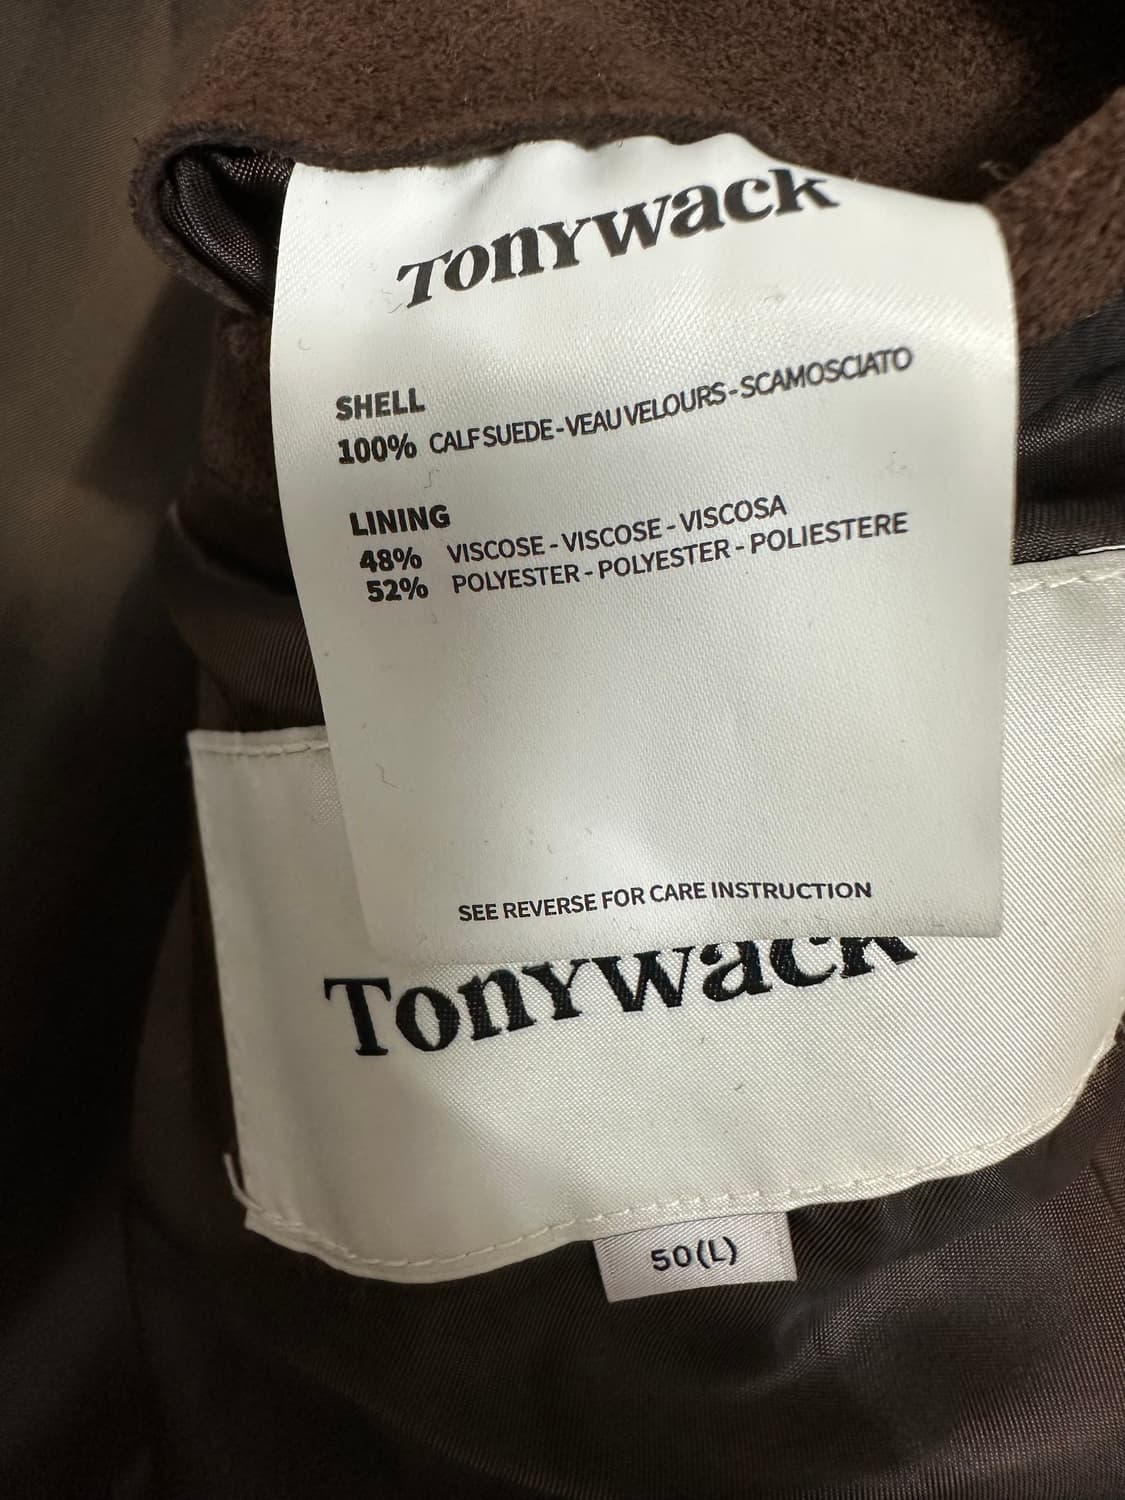 Tonywack
SHELL
100% CALF SUEDE - VEAU VELOURS - SCAMOSCIATO
LINING
48% VISCOSE - VISCOSE - VISCOSA
52% POLYESTER - POLYESTER - POLIESTERE
SEE REVERSE FOR CARE INSTRUCTION
Tonywack
50(L)